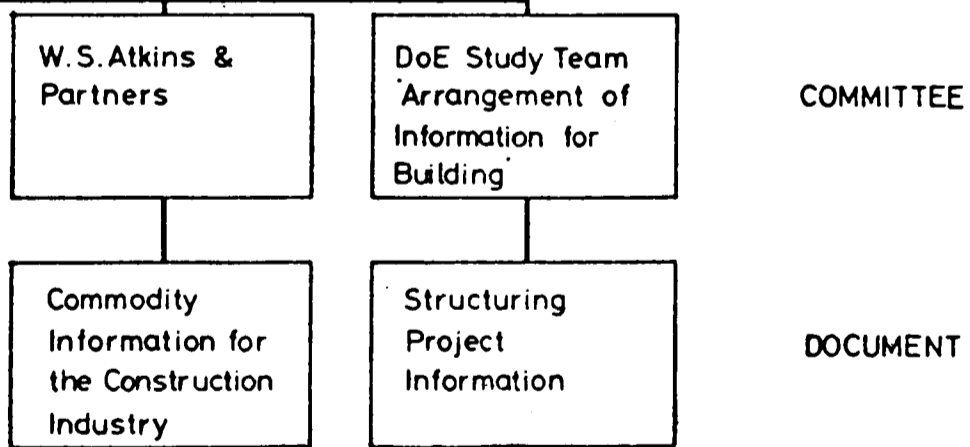 W.S.Atkins &
Partners
DoE Study Team
'Arrangement of
Information for
Building'
COMMITTEE
Commodity
Information for
the Construction
Industry
Structuring
Project
Information
DOCUMENT